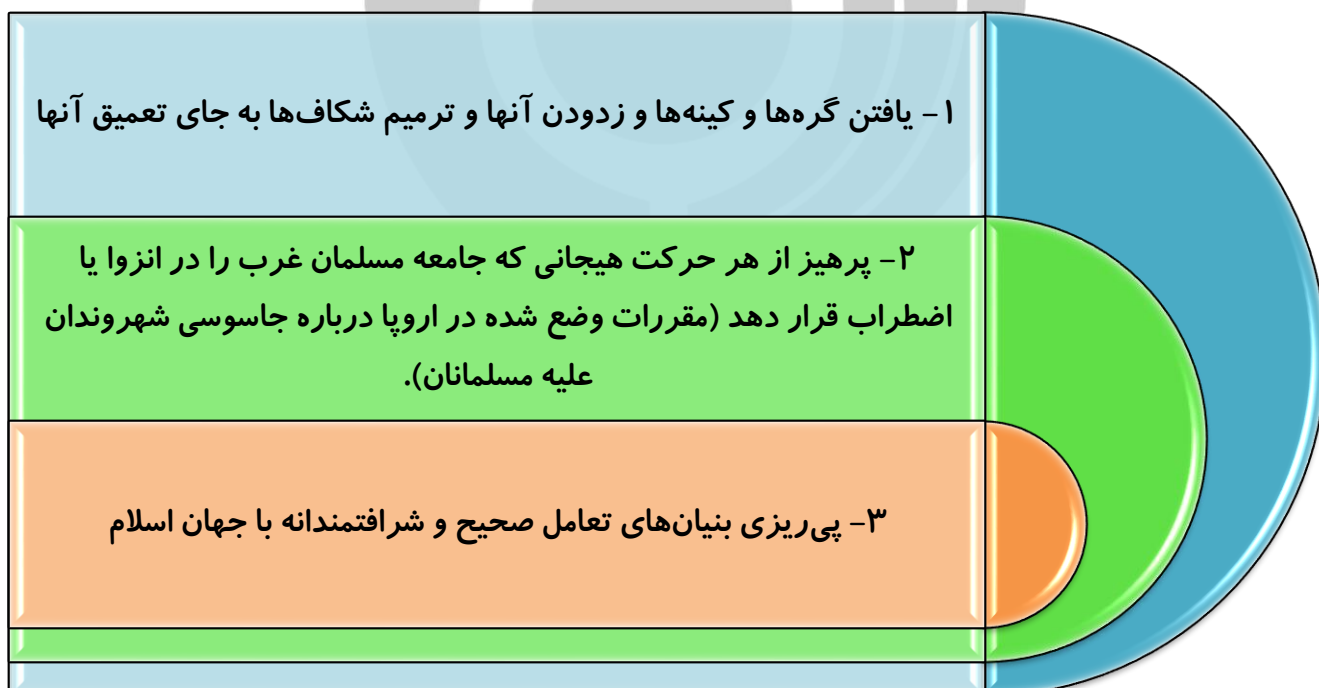 ۱- یافتن گره‌ها و کینه‌ها و زدودن آنها و ترمیم شکاف‌ها به جای تعمیق آنها
۲- پرهیز از هر حرکت هیجانی که جامعه مسلمان غرب را در انزوا یا
اضطراب قرار دهد (مقررات وضع شده در اروپا درباره جاسوسی شهروندان
علیه مسلمانان).
۳- پی‌ریزی بنیان‌های تعامل صحیح و شرافتمندانه با جهان اسلام